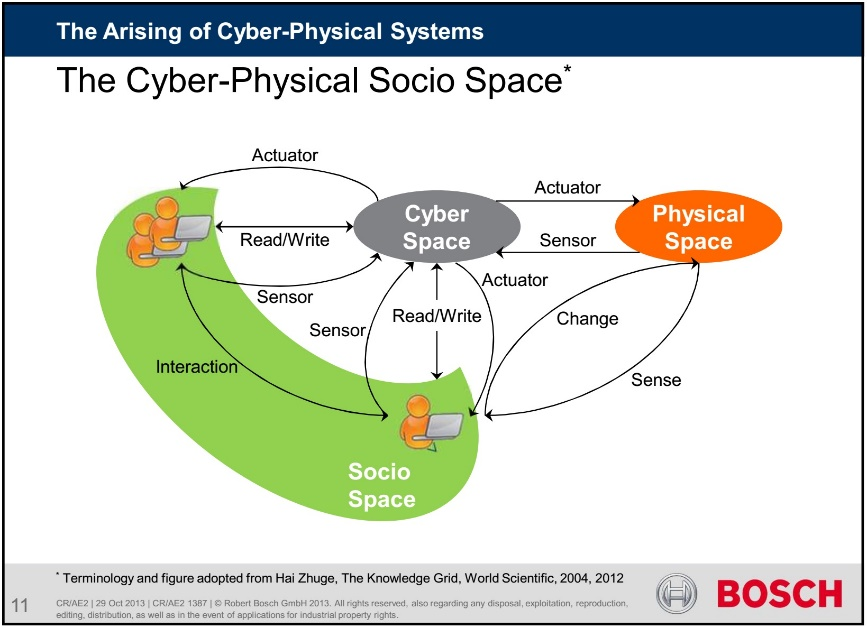 The Arising of Cyber-Physical Systems
The Cyber-Physical Socio Space*
Actuator
Actuator
Cyber
Space
Physical
Space
Read/Write
Sensor
Sensor
Actuator
Sensor
Read/Write
Change
Interaction
Sense
Socio
Space
* Terminology and figure adopted from Hai Zhuge, The Knowledge Grid, World Scientific, 2004, 2012
11
CR/AE2 | 29 Oct 2013 | CR/AE2 1387 | © Robert Bosch GmbH 2013. All rights reserved, also regarding any disposal, exploitation, reproduction,
editing, distribution, as well as in the event of applications for industrial property rights.
BOSCH